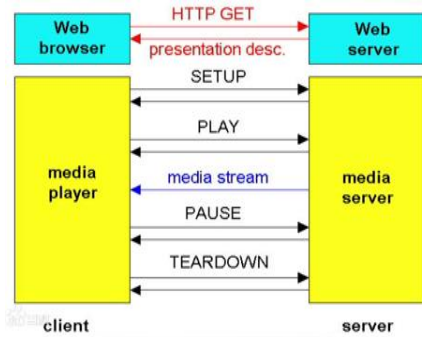 Web
browser
HTTP GET
presentation desc.
Web
server
SETUP
PLAY
media
player
media stream
media
server
PAUSE
TEARDOWN
client
server